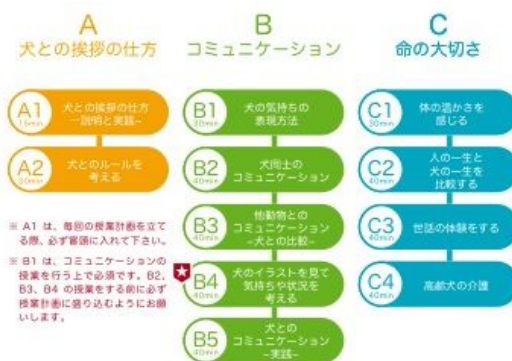 A
犬との挨拶の仕方
A1
15min
犬との挨拶の仕方
―説明と実践―
A2
30min
犬とのルールを
考える
※ A1 は、毎回の授業計画を立て
る際、必ず冒頭に入れて下さい。
※ B1 は、コミュニケーションの
授業を行う上で必須です。B2、
B3、B4 の授業をする前に必ず
授業計画に盛り込むようにお願
いします。
B
コミュニケーション
B1
30min
犬の気持ちの
表現方法
B2
40min
犬同士の
コミュニケーション
B3
40min
他動物との
コミュニケーション
-犬との比較-
B4
40min
犬のイラストを見て
気持ちや状況を
考える
B5
40min
犬との
コミュニケーション
-実践-
C
命の大切さ
C1
30min
体の温かさを
感じる
C2
40min
人の一生と
犬の一生を
比較する
C3
40min
世話の体験をする
C4
40min
高齢犬の介護